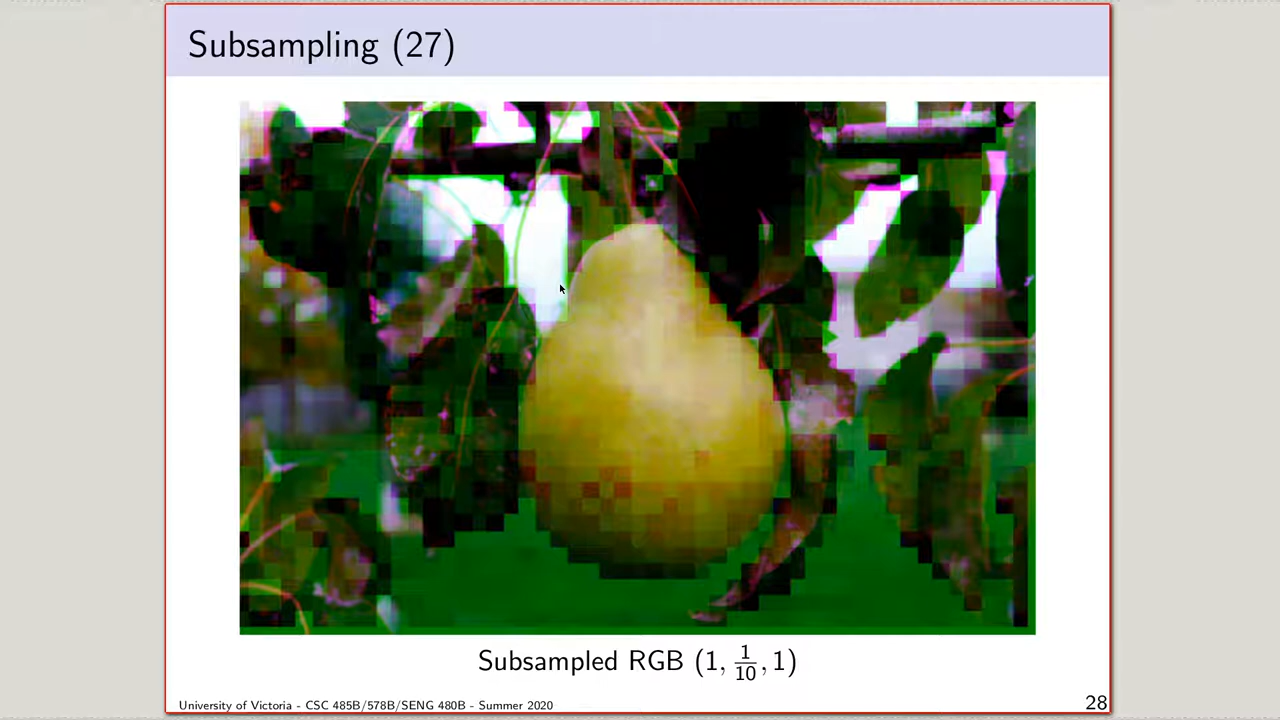 Subsampling (27)
Subsampled RGB (1, 1/10, 1)
University of Victoria - CSC 485B/578B/SENG 480B - Summer 2020
28